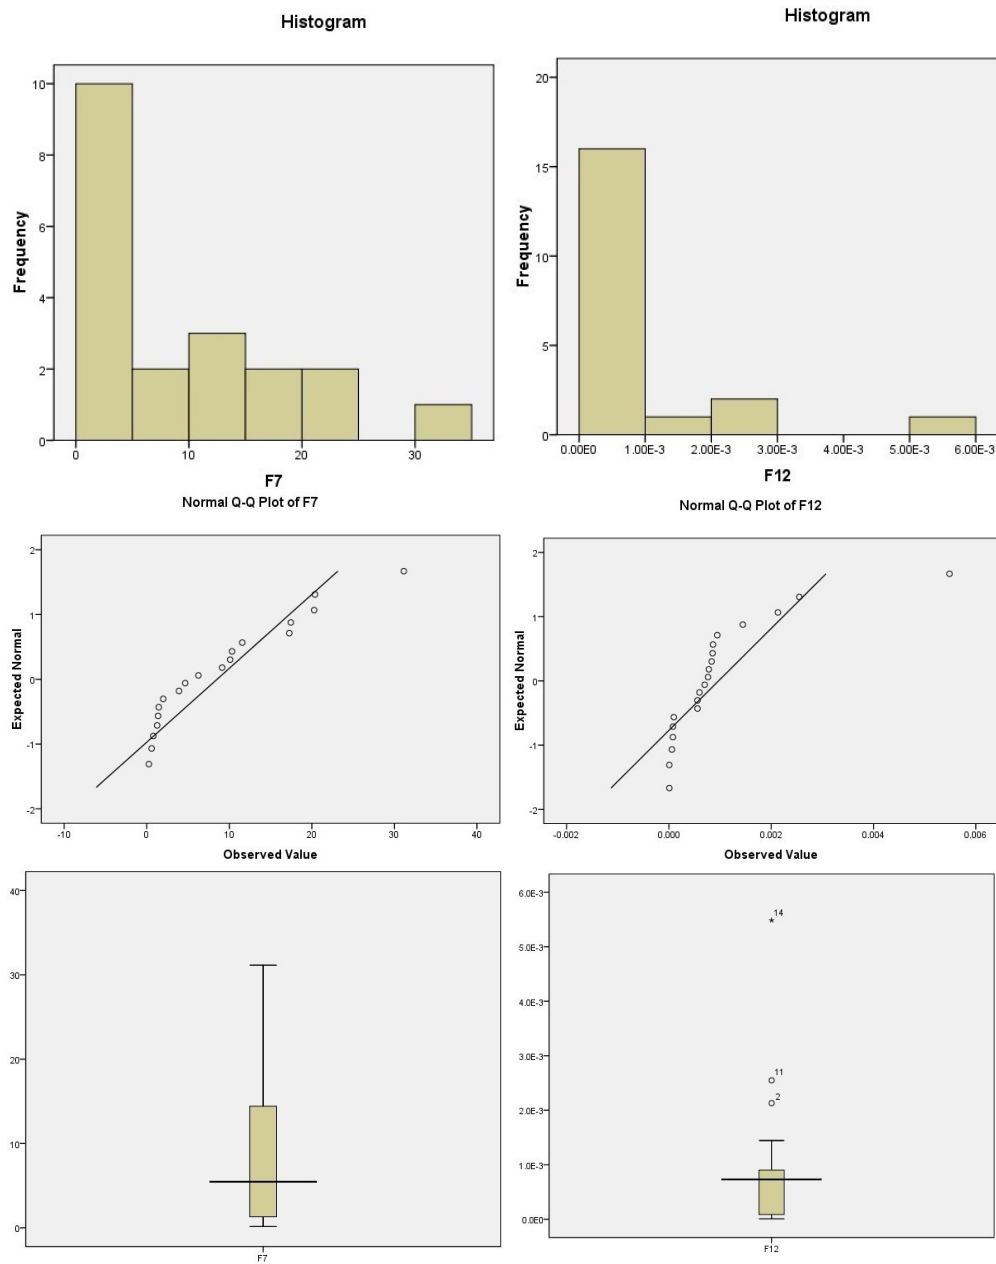 Histogram
Frequency
10
8
6
4
2
0
0 10 20 30
F7
Histogram
Frequency
20
15
10
5
0
0.00E0 1.00E-3 2.00E-3 3.00E-3 4.00E-3 5.00E-3 6.00E-3
F12
Normal Q-Q Plot of F7
Expected Normal
2
1
0
-1
-2
-10 0 10 20 30 40
Observed Value
Normal Q-Q Plot of F12
Expected Normal
2
1
0
-1
-2
-0.002 0.000 0.002 0.004 0.006
Observed Value
40
30
20
10
0
F7
6.0E-3
5.0E-3
4.0E-3
3.0E-3
2.0E-3
1.0E-3
0.0E0
14
11
2
F12